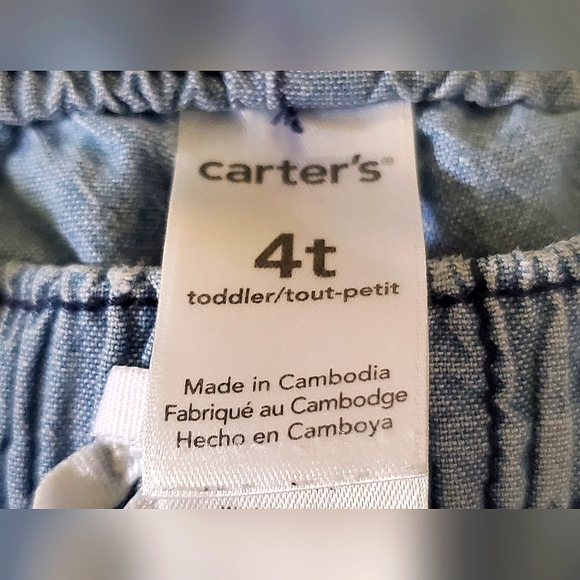 carter's®
4t
toddler/tout-petit
Made in Cambodia
Fabriqué au Cambodge
Hecho en Camboya